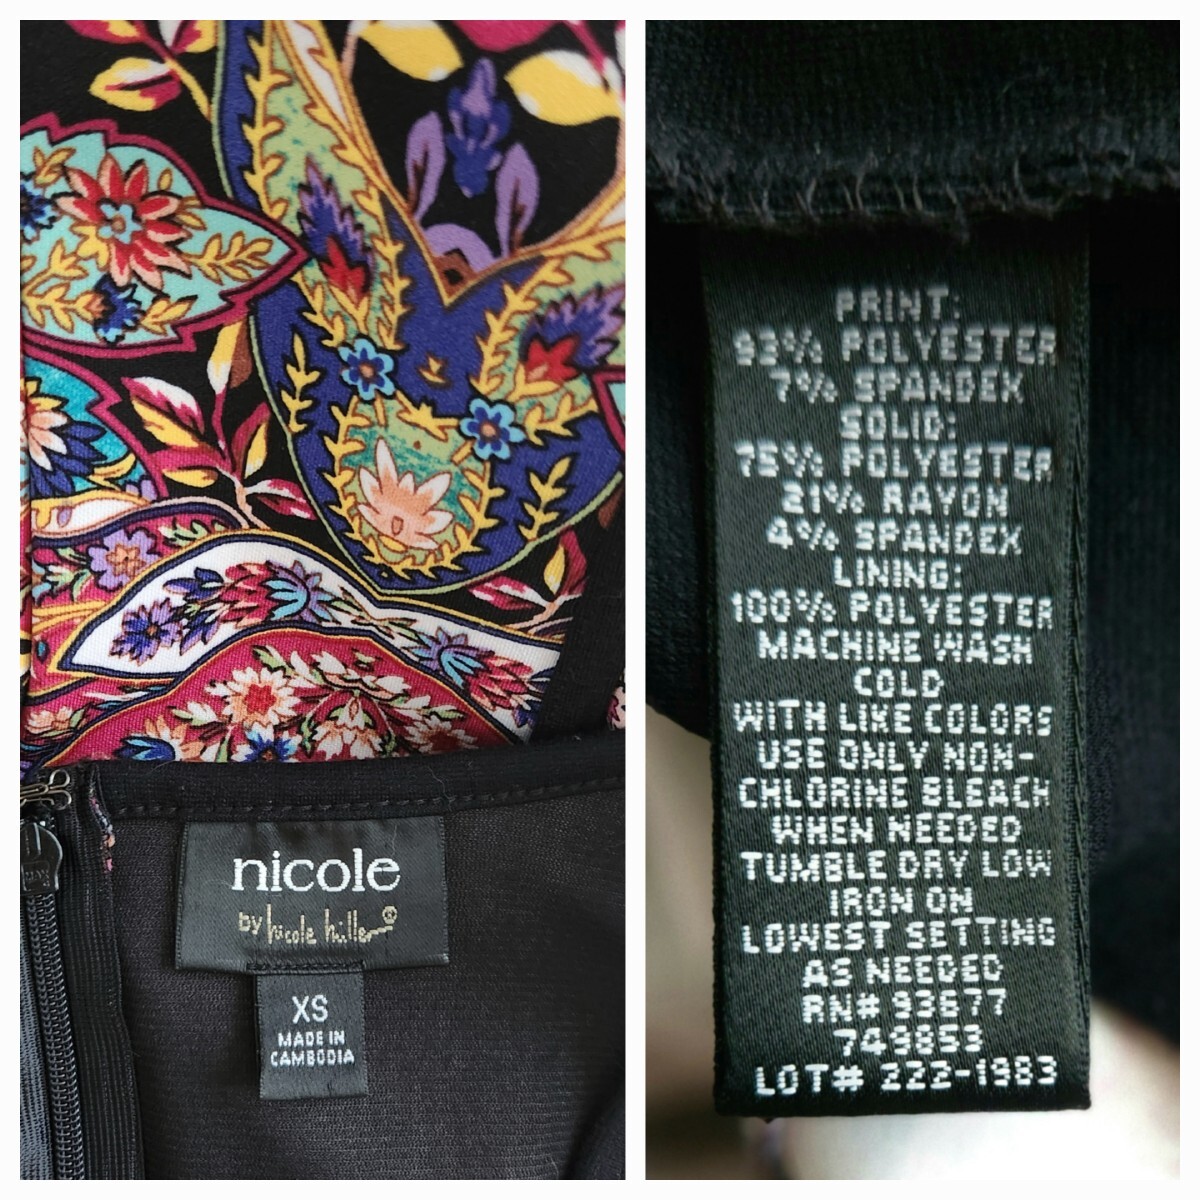 nicole
by nicole miller®
XS
MADE IN
CAMBODIA
PRINT:
93% POLYESTER
7% SPANDEX
SOLID:
75% POLYESTER
21% RAYON
4% SPANDEX
LINING:
100% POLYESTER
MACHINE WASH
COLD
WITH LIKE COLORS
USE ONLY NON-
CHLORINE BLEACH
WHEN NEEDED
TUMBLE DRY LOW
IRON ON
LOWEST SETTING
AS NEEDED
RN# 93677
749853
LOT# 222-1983